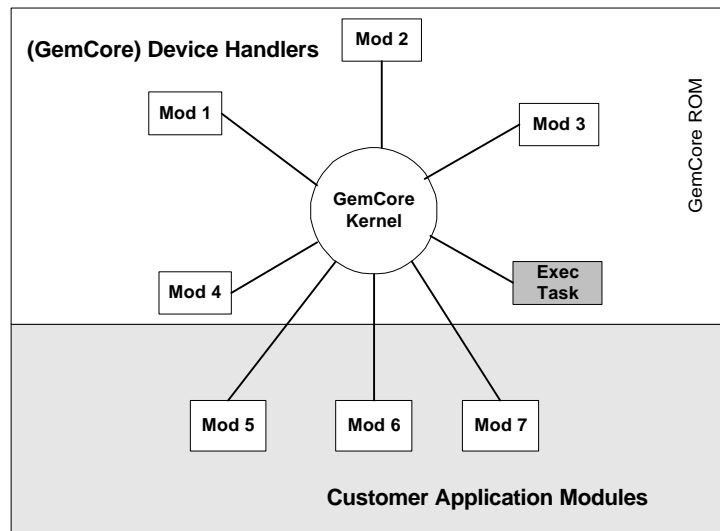 (GemCore) Device Handlers
Mod 2
Mod 1
Mod 3
GemCore ROM
GemCore
Kernel
Mod 4
Exec
Task
Mod 5
Mod 6
Mod 7
Customer Application Modules